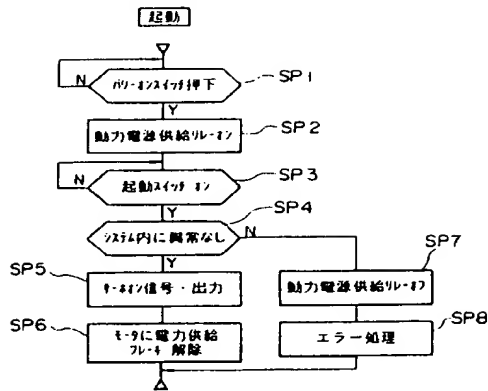 起動
N
パワーオンスイッチ押下
SP1
Y
動力電源供給リレーオン
SP2
N
起動スイッチ オン
SP3
Y
SP4
システム内に異常なし
N
Y
SP5
サーボオン信号・出力
SP7
動力電源供給リレーオフ
SP6
モータに電力供給
ブレーキ 解除
SP8
エラー処理